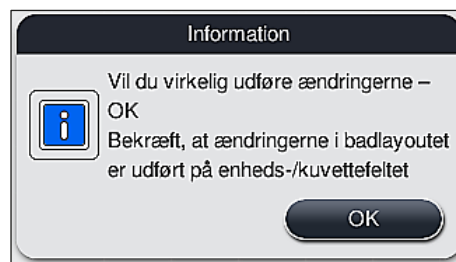 Information
Vil du virkelig udføre ændringerne –
OK
Bekræft, at ændringerne i badlayoutet
er udført på enheds-/kuvettefeltet
OK